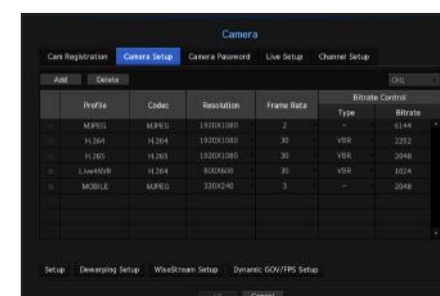 Camera
Cam Registration Camera Setup Camera Password Live Setup Channel Setup
Add Delete CH1
Profile Codec Resolution Frame Rate Bitrate Control
Type Bitrate
MJPEG MJPEG 1920X1080 2 - 6144
H.264 H.264 1920X1080 30 VBR 2252
H.265 H.265 1920X1080 30 VBR 2048
Live4NVR H.264 800X600 30 VBR 1024
MOBILE MJPEG 320X240 3 - 2048
Setup Dewarping Setup WiseStream Setup Dynamic GOV/FPS Setup
OK Cancel